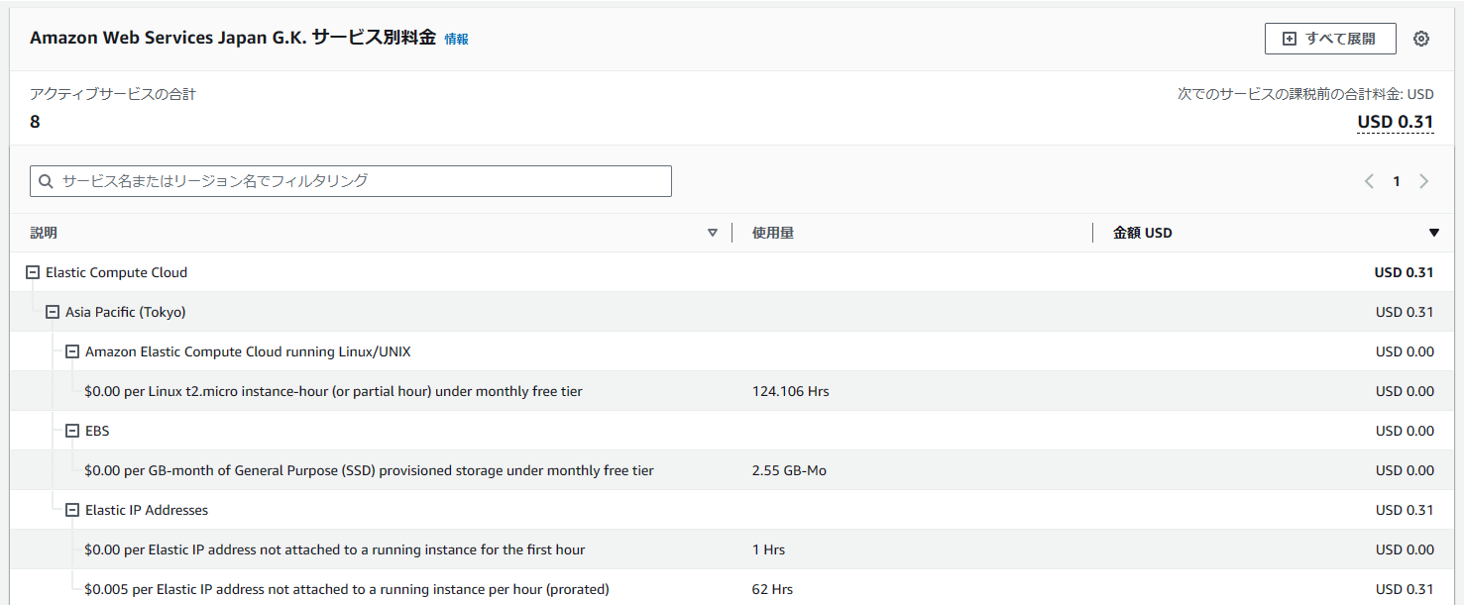 Amazon Web Services Japan G.K. サービス別料金 情報
すべて展開
アクティブサービスの合計
次でのサービスの課税前の合計料金: USD
8
USD 0.31
サービス名またはリージョン名でフィルタリング
1
説明 使用量 金額 USD
Elastic Compute Cloud USD 0.31
Asia Pacific (Tokyo) USD 0.31
Amazon Elastic Compute Cloud running Linux/UNIX USD 0.00
$0.00 per Linux t2.micro instance-hour (or partial hour) under monthly free tier 124.106 Hrs USD 0.00
EBS USD 0.00
$0.00 per GB-month of General Purpose (SSD) provisioned storage under monthly free tier 2.55 GB-Mo USD 0.00
Elastic IP Addresses USD 0.31
$0.00 per Elastic IP address not attached to a running instance for the first hour 1 Hrs USD 0.00
$0.005 per Elastic IP address not attached to a running instance per hour (prorated) 62 Hrs USD 0.31